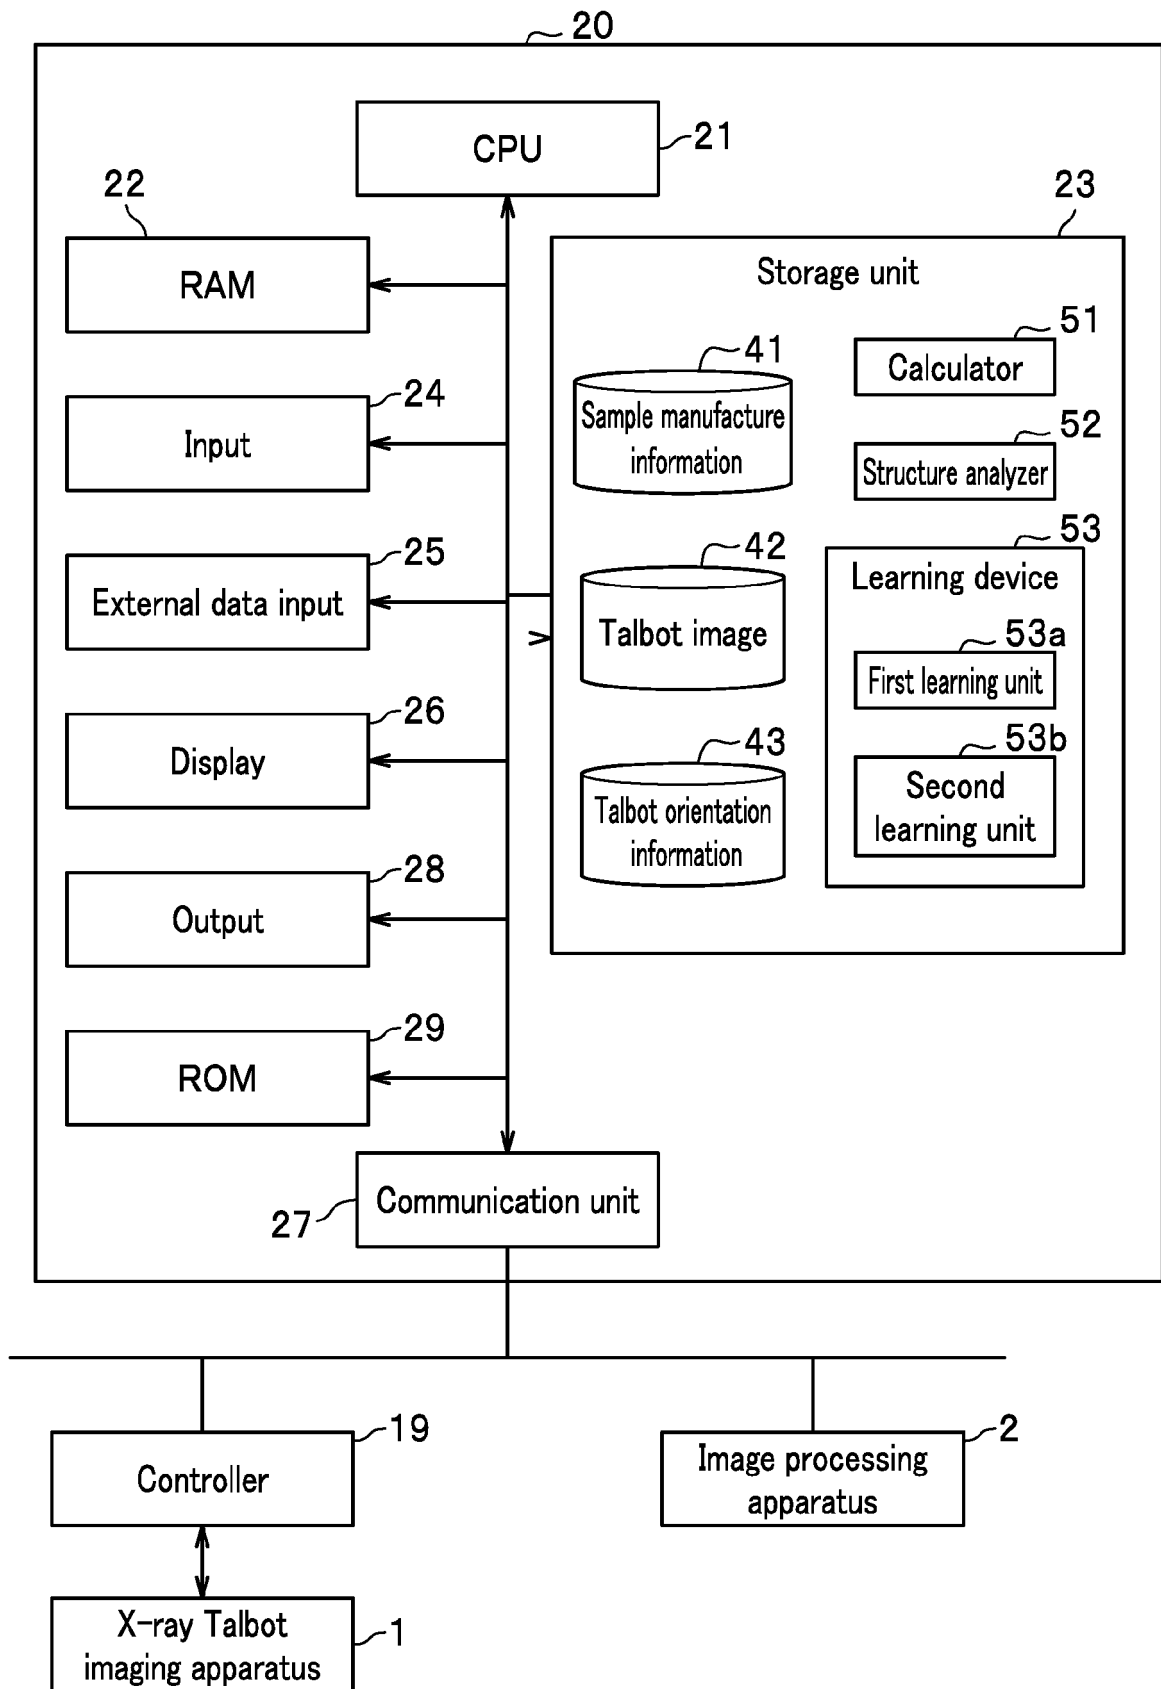 20
CPU
21
22
RAM
23
Storage unit
41
Sample manufacture
information
51
Calculator
24
Input
52
Structure analyzer
25
External data input
42
Talbot image
53
Learning device
53a
First learning unit
26
Display
43
Talbot orientation
information
53b
Second
learning unit
28
Output
29
ROM
27
Communication unit
19
Controller
2
Image processing
apparatus
1
X-ray Talbot
imaging apparatus